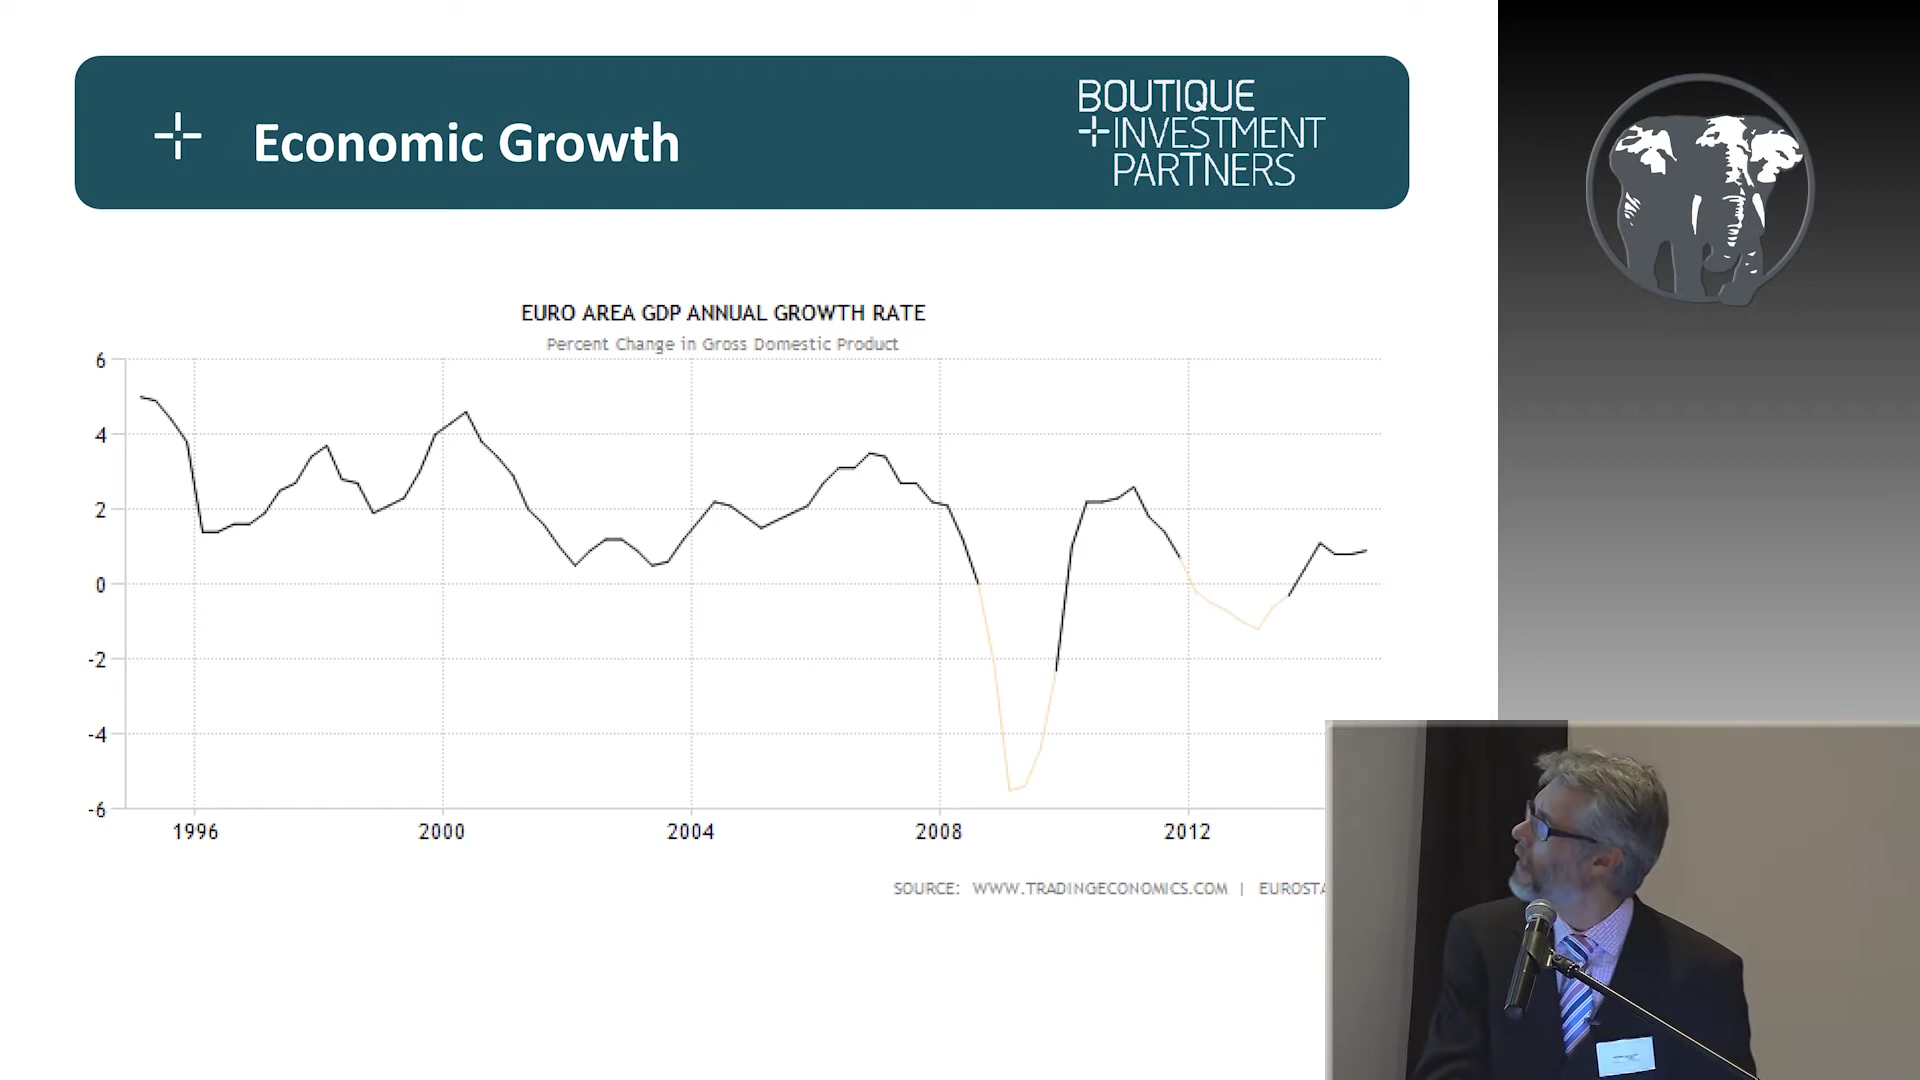 Economic Growth
BOUTIQUE
INVESTMENT
PARTNERS
EURO AREA GDP ANNUAL GROWTH RATE
Percent Change in Gross Domestic Product
6
4
2
0
-2
-4
-6
1996 2000 2004 2008 2012
SOURCE: WWW.TRADINGECONOMICS.COM | EUROSTA